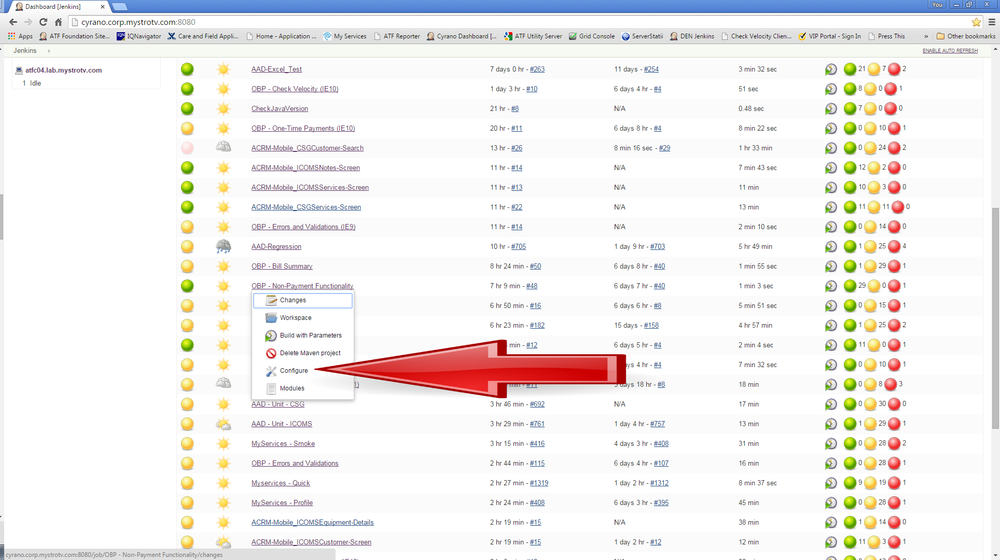 Dashboard [Jenkins]
You
cyrano.corp.mystrotv.com:8080
Apps ATF Foundation Site... IQN IQNavigator Care and Field Appli... Home - Application ... My Services ATF Reporter Cyrano Dashboard [... ATF Utility Server Grid Console ServerStatii DEN Jenkins Check Velocity Clien... VIP Portal - Sign In Press This » Other bookmarks
Jenkins ENABLE AUTO REFRESH
atfc04.lab.mystrotv.com
1 Idle
AAD-Excel_Test 7 days 0 hr - #263 11 days - #254 3 min 32 sec 21 7 2
OBP - Check Velocity (IE10) 1 day 3 hr - #10 6 days 4 hr - #4 51 sec 8 0 1
CheckJavaVersion 21 hr - #8 N/A 0.48 sec 7 0 0
OBP - One-Time Payments (IE10) 20 hr - #11 6 days 8 hr - #4 8 min 22 sec 0 10 1
ACRM-Mobile_CSGCustomer-Search 13 hr - #26 8 min 16 sec - #29 1 hr 33 min 0 24 2
ACRM-Mobile_ICOMSNotes-Screen 11 hr - #14 N/A 7 min 43 sec 12 2 0
ACRM-Mobile_ICOMSServices-Screen 11 hr - #13 N/A 11 min 10 3 0
ACRM-Mobile_CSGServices-Screen 11 hr - #22 N/A 13 min 11 11 0
OBP - Errors and Validations (IE9) 11 hr - #14 N/A 2 min 10 sec 0 14 0
AAD-Regression 10 hr - #705 1 day 9 hr - #703 5 hr 49 min 1 25 4
OBP - Bill Summary 8 hr 24 min - #50 6 days 8 hr - #40 1 min 55 sec 1 29 1
OBP - Non-Payment Functionality 7 hr 9 min - #48 6 days 7 hr - #40 1 min 3 sec 29 0 1
Changes
6 hr 50 min - #16 6 days 6 hr - #8 5 min 51 sec 0 15 1
Workspace
6 hr 23 min - #182 15 days - #158 4 hr 57 min 1 25 2
Build with Parameters
min - #12 6 days 5 hr - #4 2 min 4 sec 11 0 1
Delete Maven project
days 4 hr - #4 7 min 32 sec 0 10 1
Configure
1) min - #11 days 18 hr - #8 18 min 0 8 3
Modules
AAD - Unit - CSG 3 hr 46 min - #692 N/A 17 min 0 30 0
AAD - Unit - ICOMS 3 hr 29 min - #761 1 day 4 hr - #757 13 min 1 29 1
MyServices - Smoke 3 hr 15 min - #416 4 days 3 hr - #408 31 min 0 28 2
OBP - Errors and Validations 2 hr 44 min - #115 6 days 4 hr - #107 16 min 0 28 1
Myservices - Quick 2 hr 27 min - #1319 1 day 2 hr - #1312 8 min 37 sec 9 19 1
MyServices - Profile 2 hr 24 min - #408 6 days 3 hr - #395 45 min 0 28 1
ACRM-Mobile_ICOMSEquipment-Details 2 hr 19 min - #15 N/A 38 min 1 14 0
ACRM-Mobile_ICOMSCustomer-Screen 2 hr 19 min - #15 1 day 2 hr - #12 12 min 11 3 1
cyrano.corp.mystrotv.com:8080/job/OBP - Non-Payment Functionality/changes